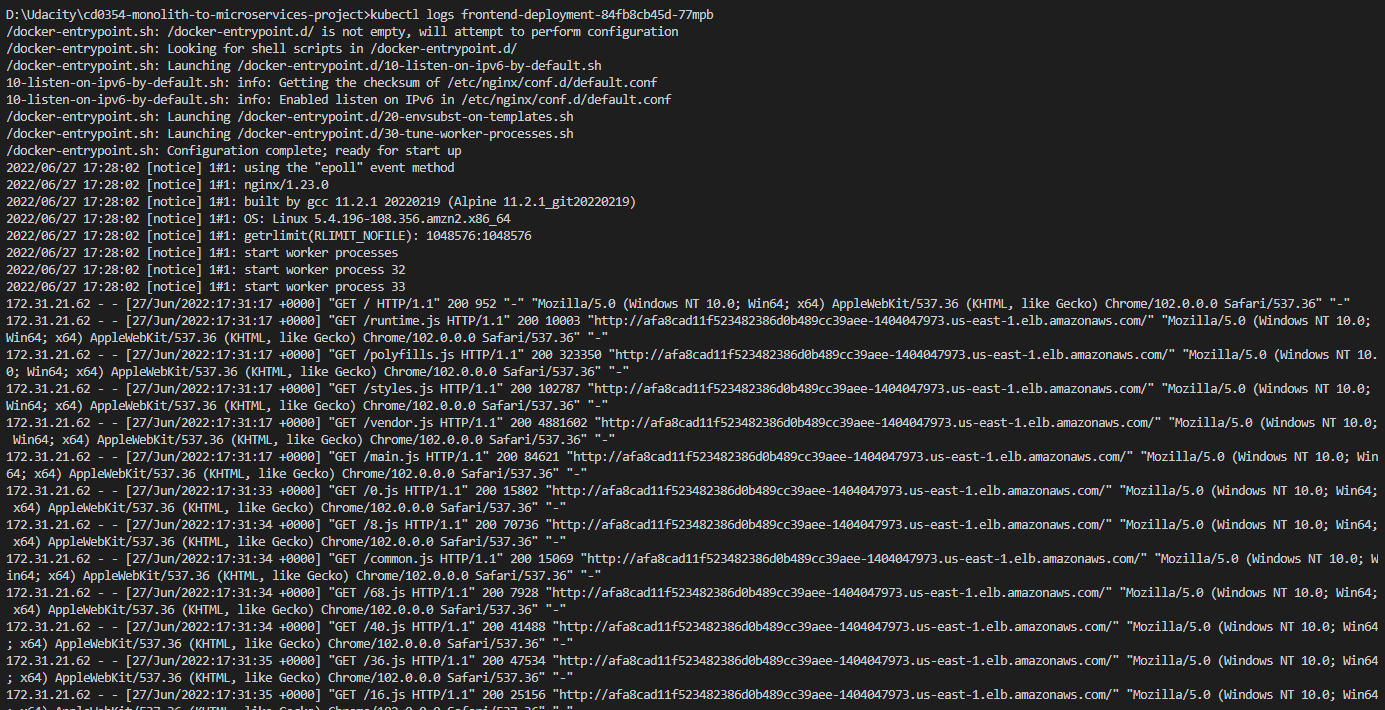 D:\Udacity\cd0354-monolith-to-microservices-project>kubectl logs frontend-deployment-84fb8cb45d-77mpb
/docker-entrypoint.sh: /docker-entrypoint.d/ is not empty, will attempt to perform configuration
/docker-entrypoint.sh: Looking for shell scripts in /docker-entrypoint.d/
/docker-entrypoint.sh: Launching /docker-entrypoint.d/10-listen-on-ipv6-by-default.sh
10-listen-on-ipv6-by-default.sh: info: Getting the checksum of /etc/nginx/conf.d/default.conf
10-listen-on-ipv6-by-default.sh: info: Enabled listen on IPv6 in /etc/nginx/conf.d/default.conf
/docker-entrypoint.sh: Launching /docker-entrypoint.d/20-envsubst-on-templates.sh
/docker-entrypoint.sh: Launching /docker-entrypoint.d/30-tune-worker-processes.sh
/docker-entrypoint.sh: Configuration complete; ready for start up
2022/06/27 17:28:02 [notice] 1#1: using the "epoll" event method
2022/06/27 17:28:02 [notice] 1#1: nginx/1.23.0
2022/06/27 17:28:02 [notice] 1#1: built by gcc 11.2.1 20220219 (Alpine 11.2.1_git20220219)
2022/06/27 17:28:02 [notice] 1#1: OS: Linux 5.4.196-108.356.amzn2.x86_64
2022/06/27 17:28:02 [notice] 1#1: getrlimit(RLIMIT_NOFILE): 1048576:1048576
2022/06/27 17:28:02 [notice] 1#1: start worker processes
2022/06/27 17:28:02 [notice] 1#1: start worker process 32
2022/06/27 17:28:02 [notice] 1#1: start worker process 33
172.31.21.62 - - [27/Jun/2022:17:31:17 +0000] "GET / HTTP/1.1" 200 952 "-" "Mozilla/5.0 (Windows NT 10.0; Win64; x64) AppleWebKit/537.36 (KHTML, like Gecko) Chrome/102.0.0.0 Safari/537.36" "-"
172.31.21.62 - - [27/Jun/2022:17:31:17 +0000] "GET /runtime.js HTTP/1.1" 200 10003 "http://afa8cad11f523482386d0b489cc39aee-1404047973.us-east-1.elb.amazonaws.com/" "Mozilla/5.0 (Windows NT 10.0;
Win64; x64) AppleWebKit/537.36 (KHTML, like Gecko) Chrome/102.0.0.0 Safari/537.36" "-"
172.31.21.62 - - [27/Jun/2022:17:31:17 +0000] "GET /polyfills.js HTTP/1.1" 200 323350 "http://afa8cad11f523482386d0b489cc39aee-1404047973.us-east-1.elb.amazonaws.com/" "Mozilla/5.0 (Windows NT 10.
0; Win64; x64) AppleWebKit/537.36 (KHTML, like Gecko) Chrome/102.0.0.0 Safari/537.36" "-"
172.31.21.62 - - [27/Jun/2022:17:31:17 +0000] "GET /styles.js HTTP/1.1" 200 102787 "http://afa8cad11f523482386d0b489cc39aee-1404047973.us-east-1.elb.amazonaws.com/" "Mozilla/5.0 (Windows NT 10.0;
Win64; x64) AppleWebKit/537.36 (KHTML, like Gecko) Chrome/102.0.0.0 Safari/537.36" "-"
172.31.21.62 - - [27/Jun/2022:17:31:17 +0000] "GET /vendor.js HTTP/1.1" 200 4881602 "http://afa8cad11f523482386d0b489cc39aee-1404047973.us-east-1.elb.amazonaws.com/" "Mozilla/5.0 (Windows NT 10.0;
Win64; x64) AppleWebKit/537.36 (KHTML, like Gecko) Chrome/102.0.0.0 Safari/537.36" "-"
172.31.21.62 - - [27/Jun/2022:17:31:17 +0000] "GET /main.js HTTP/1.1" 200 84621 "http://afa8cad11f523482386d0b489cc39aee-1404047973.us-east-1.elb.amazonaws.com/" "Mozilla/5.0 (Windows NT 10.0; Win
64; x64) AppleWebKit/537.36 (KHTML, like Gecko) Chrome/102.0.0.0 Safari/537.36" "-"
172.31.21.62 - - [27/Jun/2022:17:31:33 +0000] "GET /0.js HTTP/1.1" 200 15802 "http://afa8cad11f523482386d0b489cc39aee-1404047973.us-east-1.elb.amazonaws.com/" "Mozilla/5.0 (Windows NT 10.0; Win64;
x64) AppleWebKit/537.36 (KHTML, like Gecko) Chrome/102.0.0.0 Safari/537.36" "-"
172.31.21.62 - - [27/Jun/2022:17:31:34 +0000] "GET /8.js HTTP/1.1" 200 70736 "http://afa8cad11f523482386d0b489cc39aee-1404047973.us-east-1.elb.amazonaws.com/" "Mozilla/5.0 (Windows NT 10.0; Win64;
x64) AppleWebKit/537.36 (KHTML, like Gecko) Chrome/102.0.0.0 Safari/537.36" "-"
172.31.21.62 - - [27/Jun/2022:17:31:34 +0000] "GET /common.js HTTP/1.1" 200 15069 "http://afa8cad11f523482386d0b489cc39aee-1404047973.us-east-1.elb.amazonaws.com/" "Mozilla/5.0 (Windows NT 10.0; W
in64; x64) AppleWebKit/537.36 (KHTML, like Gecko) Chrome/102.0.0.0 Safari/537.36" "-"
172.31.21.62 - - [27/Jun/2022:17:31:34 +0000] "GET /68.js HTTP/1.1" 200 7928 "http://afa8cad11f523482386d0b489cc39aee-1404047973.us-east-1.elb.amazonaws.com/" "Mozilla/5.0 (Windows NT 10.0; Win64;
x64) AppleWebKit/537.36 (KHTML, like Gecko) Chrome/102.0.0.0 Safari/537.36" "-"
172.31.21.62 - - [27/Jun/2022:17:31:34 +0000] "GET /40.js HTTP/1.1" 200 41488 "http://afa8cad11f523482386d0b489cc39aee-1404047973.us-east-1.elb.amazonaws.com/" "Mozilla/5.0 (Windows NT 10.0; Win64
; x64) AppleWebKit/537.36 (KHTML, like Gecko) Chrome/102.0.0.0 Safari/537.36" "-"
172.31.21.62 - - [27/Jun/2022:17:31:35 +0000] "GET /36.js HTTP/1.1" 200 47534 "http://afa8cad11f523482386d0b489cc39aee-1404047973.us-east-1.elb.amazonaws.com/" "Mozilla/5.0 (Windows NT 10.0; Win64
; x64) AppleWebKit/537.36 (KHTML, like Gecko) Chrome/102.0.0.0 Safari/537.36" "-"
172.31.21.62 - - [27/Jun/2022:17:31:35 +0000] "GET /16.js HTTP/1.1" 200 25156 "http://afa8cad11f523482386d0b489cc39aee-1404047973.us-east-1.elb.amazonaws.com/" "Mozilla/5.0 (Windows NT 10.0; Win64